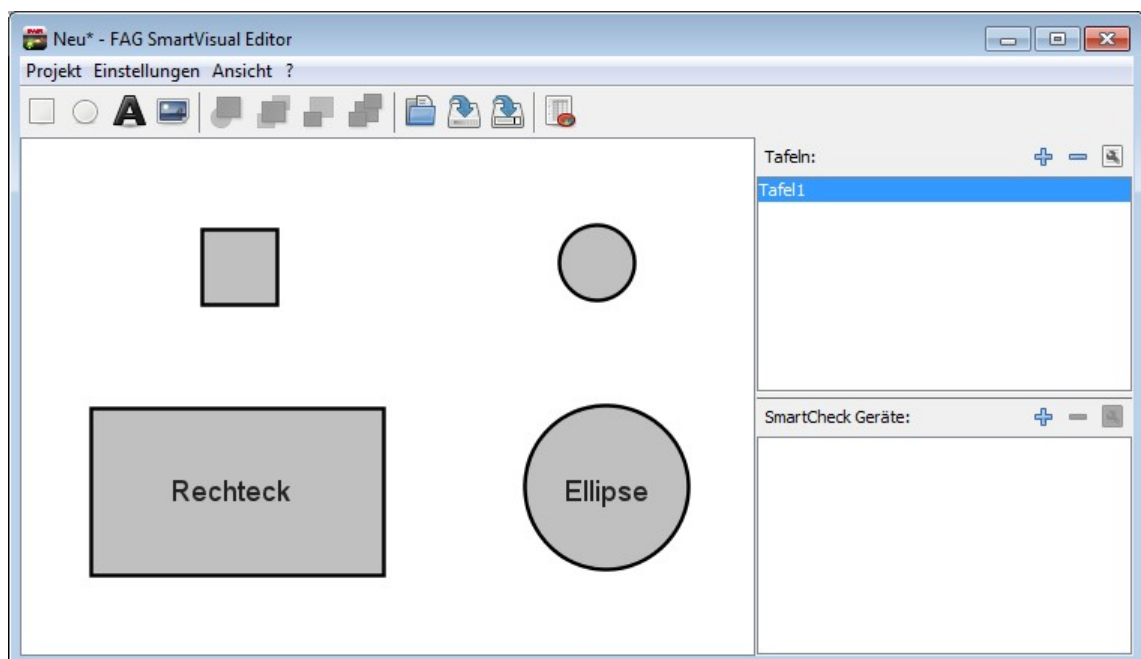 Neu* - FAG SmartVisual Editor
Projekt Einstellungen Ansicht ?
Tafeln:
Tafel1
SmartCheck Geräte:
Rechteck
Ellipse